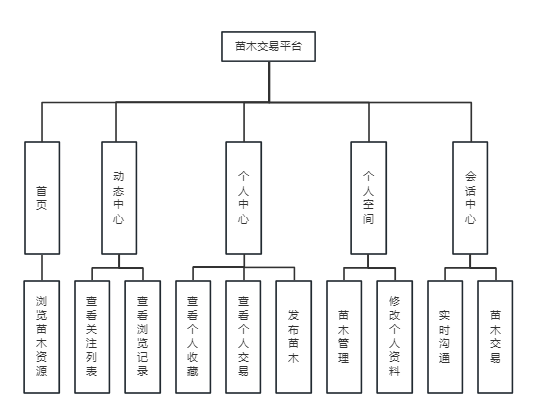 苗木交易平台
首页
动态中心
个人中心
个人空间
会话中心
浏览苗木资源
查看关注列表
查看浏览记录
查看个人收藏
查看个人交易
发布苗木
苗木管理
修改个人资料
实时沟通
苗木交易